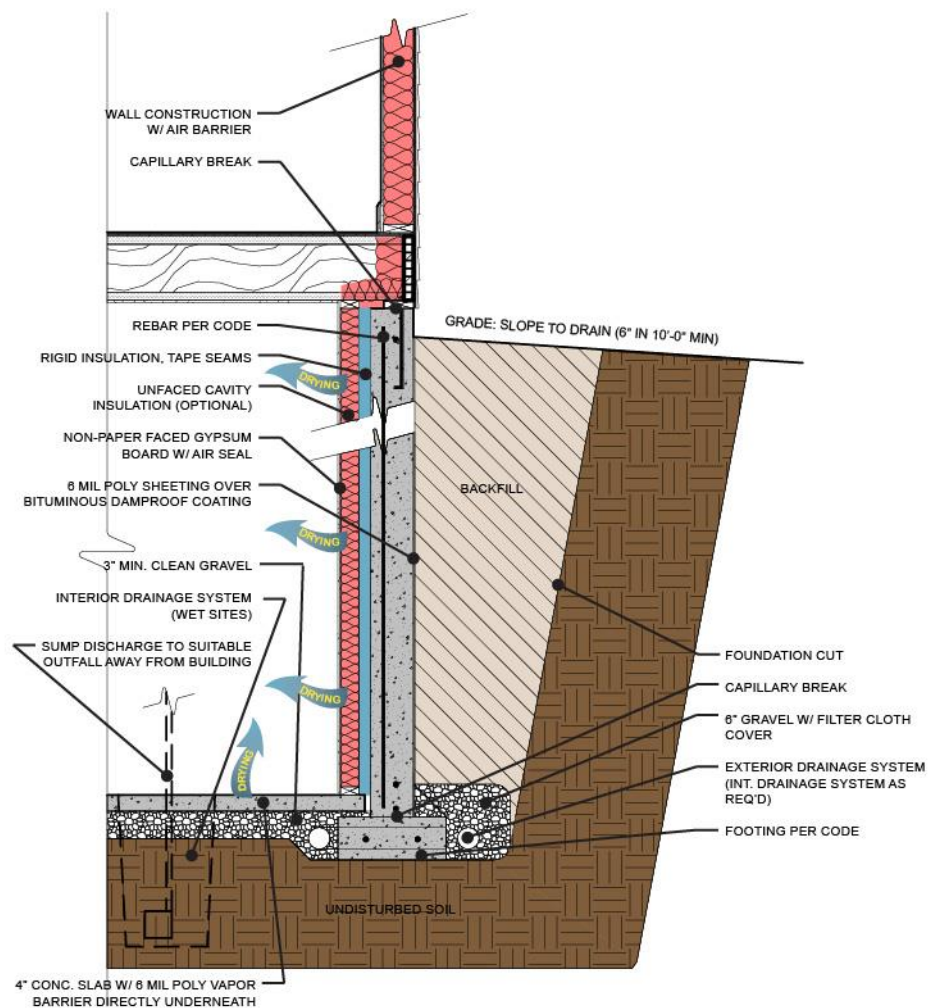 WALL CONSTRUCTION
W/ AIR BARRIER
CAPILLARY BREAK
REBAR PER CODE
RIGID INSULATION, TAPE SEAMS
UNFACED CAVITY
INSULATION (OPTIONAL)
NON-PAPER FACED GYPSUM
BOARD W/ AIR SEAL
6 MIL POLY SHEETING OVER
BITUMINOUS DAMPROOF COATING
3" MIN. CLEAN GRAVEL
INTERIOR DRAINAGE SYSTEM
(WET SITES)
SUMP DISCHARGE TO SUITABLE
OUTFALL AWAY FROM BUILDING
4" CONC. SLAB W/ 6 MIL POLY VAPOR
BARRIER DIRECTLY UNDERNEATH
DRYING
DRYING
DRYING
DRYING
GRADE: SLOPE TO DRAIN (6" IN 10'-0" MIN)
BACKFILL
FOUNDATION CUT
CAPILLARY BREAK
6" GRAVEL W/ FILTER CLOTH
COVER
EXTERIOR DRAINAGE SYSTEM
(INT. DRAINAGE SYSTEM AS
REQ'D)
FOOTING PER CODE
UNDISTURBED SOIL